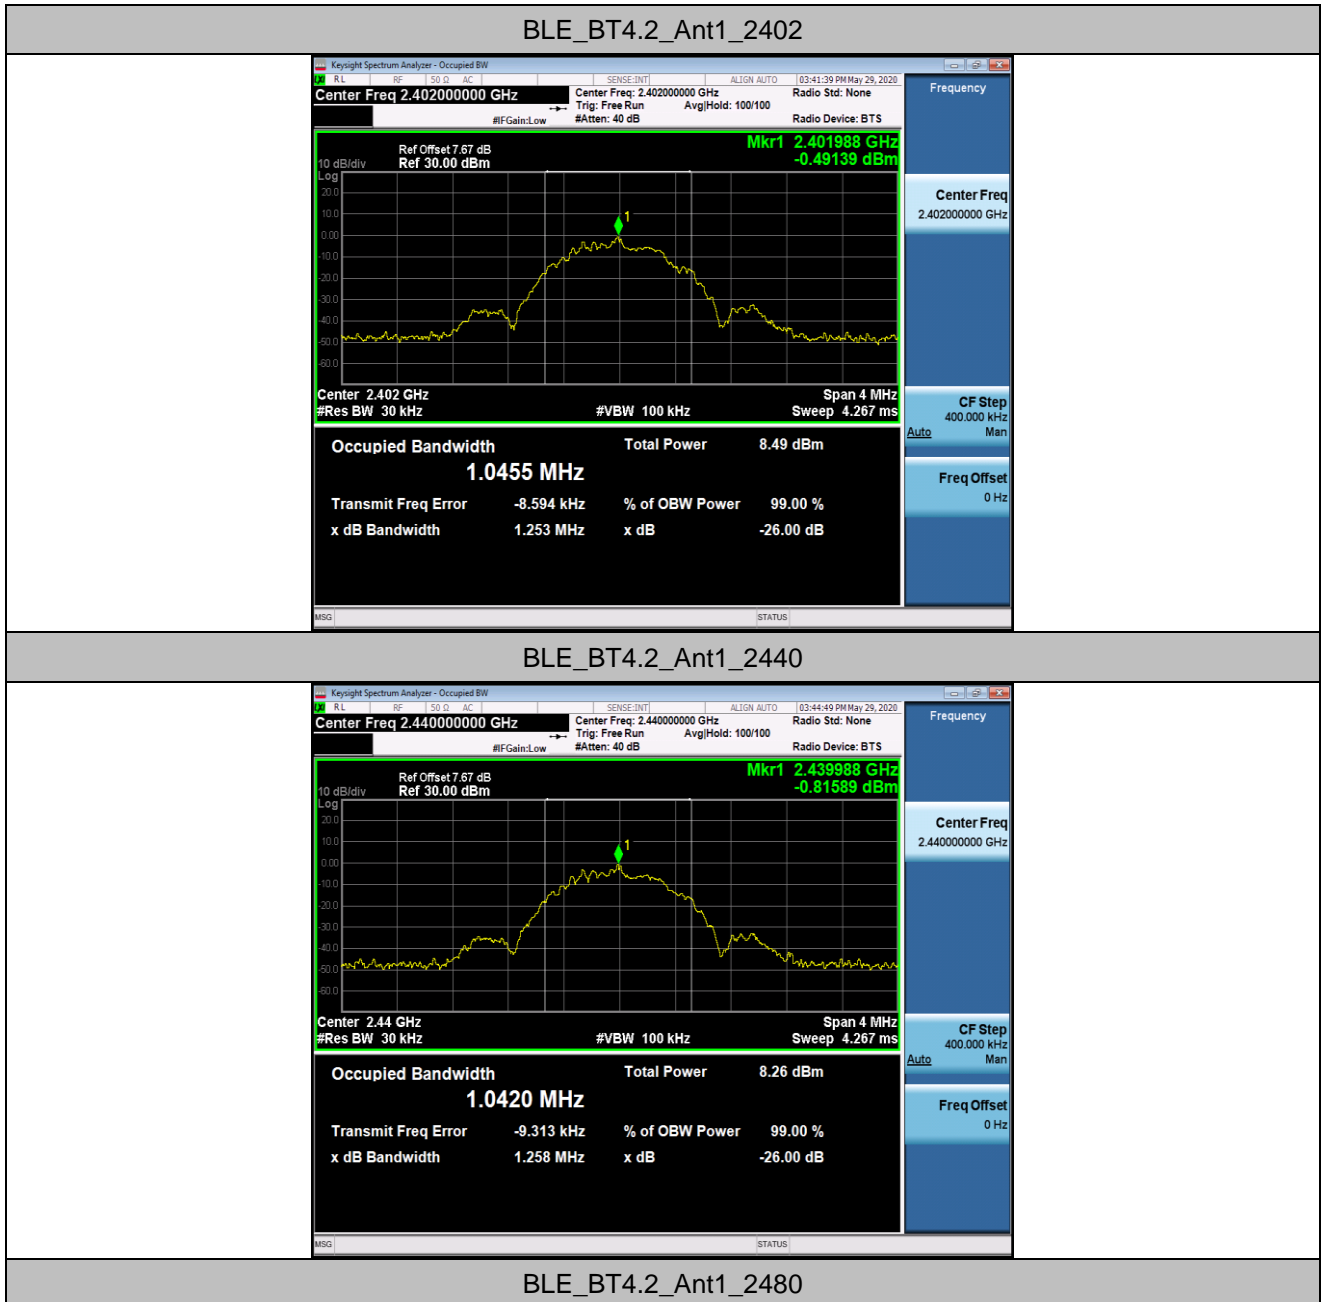 BLE_BT4.2_Ant1_2402
Keysight Spectrum Analyzer - Occupied BW
RL RF 50 Ω AC SENSE:INT ALIGN AUTO 03:41:39 PM May 29, 2020
Center Freq 2.402000000 GHz
Center Freq: 2.402000000 GHz Radio Std: None
Trig: Free Run Avg|Hold: 100/100
#IFGain:Low #Atten: 40 dB Radio Device: BTS
Frequency
Mkr1 2.401988 GHz
-0.49139 dBm
Ref Offset 7.67 dB
10 dB/div Ref 30.00 dBm
Log
20.0
10.0
0.00
-10.0
-20.0
-30.0
-40.0
-50.0
-60.0
1
Center Freq
2.402000000 GHz
Center 2.402 GHz Span 4 MHz
#Res BW 30 kHz #VBW 100 kHz Sweep 4.267 ms
CF Step
400.000 kHz
Auto Man
Occupied Bandwidth Total Power 8.49 dBm
1.0455 MHz
Transmit Freq Error -8.594 kHz % of OBW Power 99.00 %
x dB Bandwidth 1.253 MHz x dB -26.00 dB
Freq Offset
0 Hz
MSG STATUS
BLE_BT4.2_Ant1_2440
Keysight Spectrum Analyzer - Occupied BW
RL RF 50 Ω AC SENSE:INT ALIGN AUTO 03:44:49 PM May 29, 2020
Center Freq 2.440000000 GHz
Center Freq: 2.440000000 GHz Radio Std: None
Trig: Free Run Avg|Hold: 100/100
#IFGain:Low #Atten: 40 dB Radio Device: BTS
Frequency
Mkr1 2.439988 GHz
-0.81589 dBm
Ref Offset 7.67 dB
10 dB/div Ref 30.00 dBm
Log
20.0
10.0
0.00
-10.0
-20.0
-30.0
-40.0
-50.0
-60.0
1
Center Freq
2.440000000 GHz
Center 2.44 GHz Span 4 MHz
#Res BW 30 kHz #VBW 100 kHz Sweep 4.267 ms
CF Step
400.000 kHz
Auto Man
Occupied Bandwidth Total Power 8.26 dBm
1.0420 MHz
Transmit Freq Error -9.313 kHz % of OBW Power 99.00 %
x dB Bandwidth 1.258 MHz x dB -26.00 dB
Freq Offset
0 Hz
MSG STATUS
BLE_BT4.2_Ant1_2480